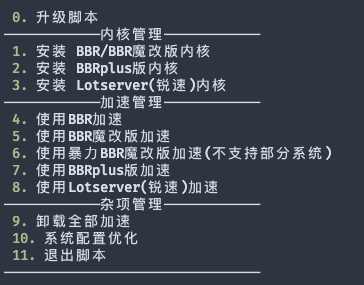 0. 升级脚本
————————内核管理————————
1. 安装 BBR/BBR魔改版内核
2. 安装 BBRplus版内核
3. 安装 Lotserver(锐速)内核
————————加速管理————————
4. 使用BBR加速
5. 使用BBR魔改版加速
6. 使用暴力BBR魔改版加速(不支持部分系统)
7. 使用BBRplus版加速
8. 使用Lotserver(锐速)加速
————————杂项管理————————
9. 卸载全部加速
10. 系统配置优化
11. 退出脚本
————————————————————————